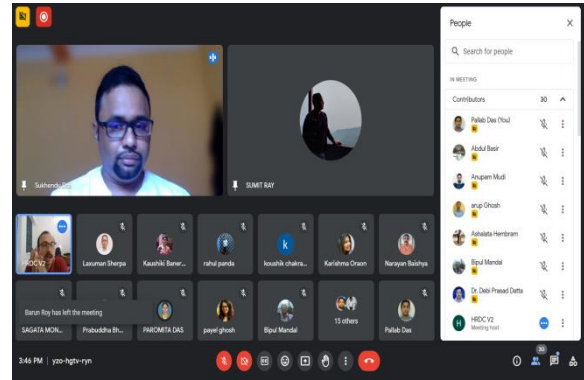 People
Search for people
IN MEETING
Contributors 30
Pallab Das (You)
Abdul Basir
Anupam Mudi
arup Ghosh
Ashalata Hembram
Bipul Mandal
Dr. Debi Prasad Datta
HRDC V2
Meeting host
Sukhendu
SUMIT RAY
HRDC V2
Laxuman Sherpa
Kaushiki Baner...
rahul panda
koushik chakra...
k
Karishma Oraon
Narayan Baishya
Barun Roy has left the meeting
SAGATA MON...
Prabuddha Bh...
PAROMITA DAS
payel ghosh
Bipul Mandal
15 others
Pallab Das
3:46 PM | yzo-hgtv-ryn
30
H